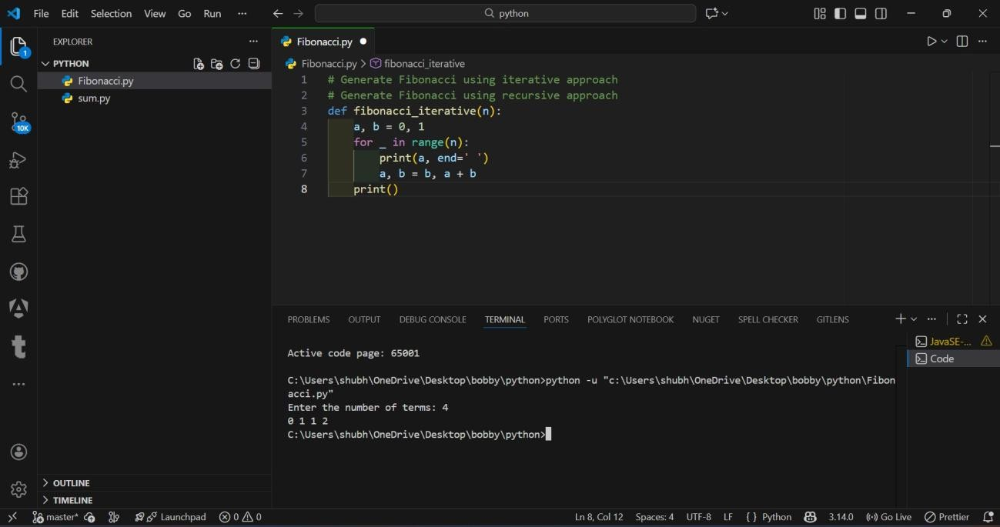 File Edit Selection View Go Run ··· python
EXPLORER ···
PYTHON
Fibonacci.py
sum.py
1
10K
OUTLINE
TIMELINE
Fibonacci.py
Fibonacci.py > fibonacci_iterative
1 # Generate Fibonacci using iterative approach
2 # Generate Fibonacci using recursive approach
3 def fibonacci_iterative(n):
4 a, b = 0, 1
5 for _ in range(n):
6 print(a, end=' ')
7 a, b = b, a + b
8 print()
PROBLEMS OUTPUT DEBUG CONSOLE TERMINAL PORTS POLYGLOT NOTEBOOK NUGET SPELL CHECKER GITLENS
Active code page: 65001
C:\Users\shubh\OneDrive\Desktop\bobby\python>python -u "c:\Users\shubh\OneDrive\Desktop\bobby\python\Fibon
acci.py"
Enter the number of terms: 4
0 1 1 2
C:\Users\shubh\OneDrive\Desktop\bobby\python>
JavaSE-...
Code
master* Launchpad 0 0 Ln 8, Col 12 Spaces: 4 UTF-8 LF { } Python 3.14.0 Go Live Prettier